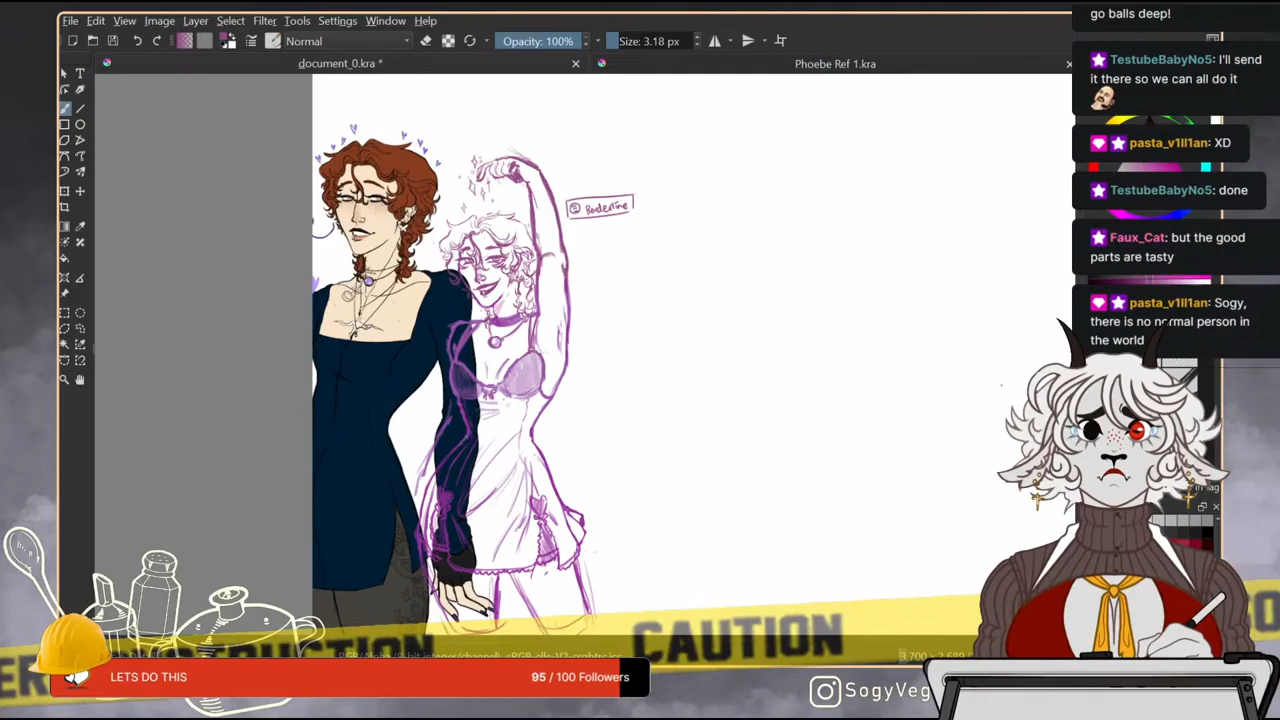 File Edit View Image Layer Select Filter Tools Settings Window Help
Normal
Opacity: 100%
Size: 3.18 px
document_0.kra *
Phoebe Ref 1.kra
Borderline
go balls deep!
TestubeBabyNo5: I'll send
it there so we can all do it
pasta_v1ll1an: XD
TestubeBabyNo5: done
Faux_Cat: but the good
parts are tasty
pasta_v1ll1an: Sogy,
there is no normal person in
the world
CAUTION
LETS DO THIS
95 / 100 Followers
SogyVeg